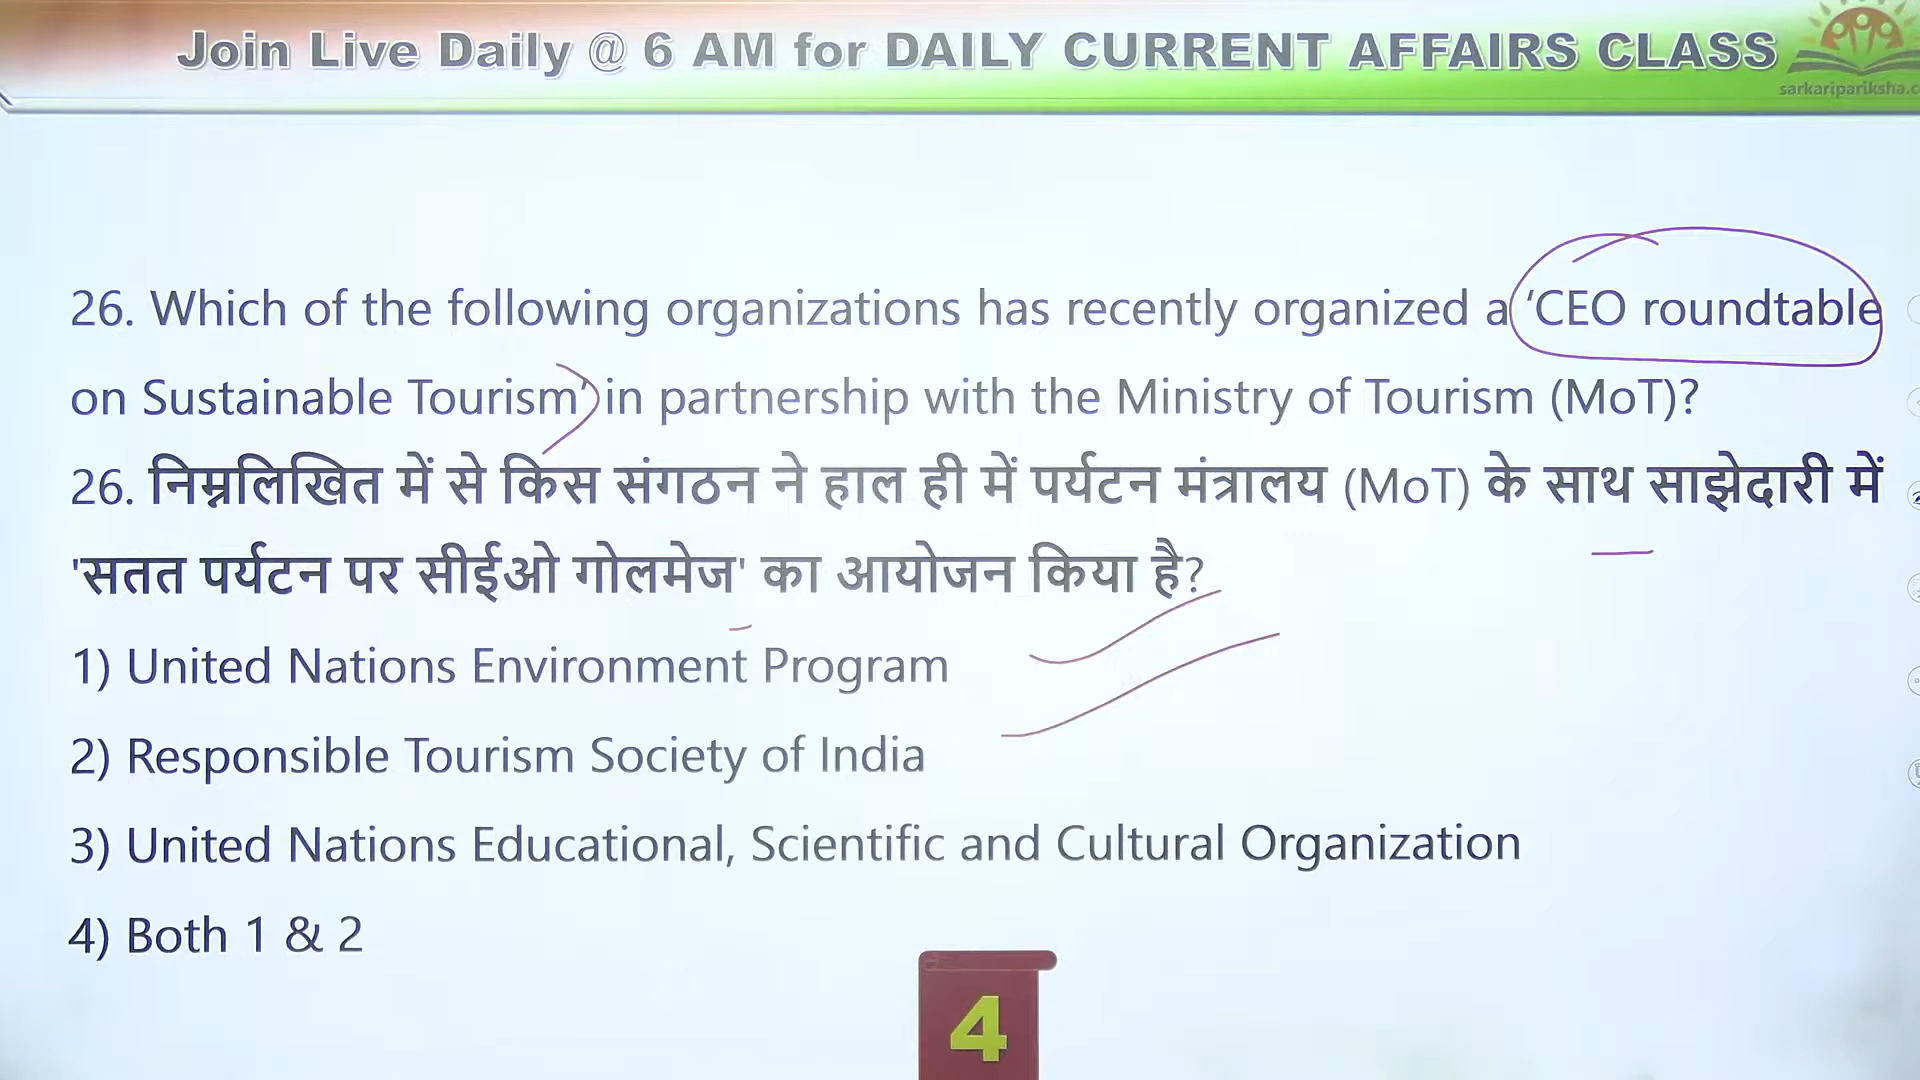 Join Live Daily @ 6 AM for DAILY CURRENT AFFAIRS CLASS
sarkaripariksha.c
26. Which of the following organizations has recently organized a ‘CEO roundtable
on Sustainable Tourism’ in partnership with the Ministry of Tourism (MoT)?
26. निम्नलिखित में से किस संगठन ने हाल ही में पर्यटन मंत्रालय (MoT) के साथ साझेदारी में
'सतत पर्यटन पर सीईओ गोलमेज' का आयोजन किया है?
1) United Nations Environment Program
2) Responsible Tourism Society of India
3) United Nations Educational, Scientific and Cultural Organization
4) Both 1 & 2
4